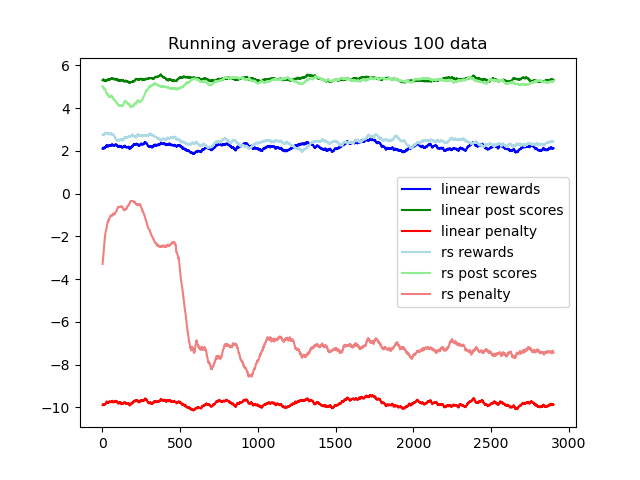 Running average of previous 100 data
6
4
2
0
−2
−4
−6
−8
−10
linear rewards
linear post scores
linear penalty
rs rewards
rs post scores
rs penalty
0 500 1000 1500 2000 2500 3000